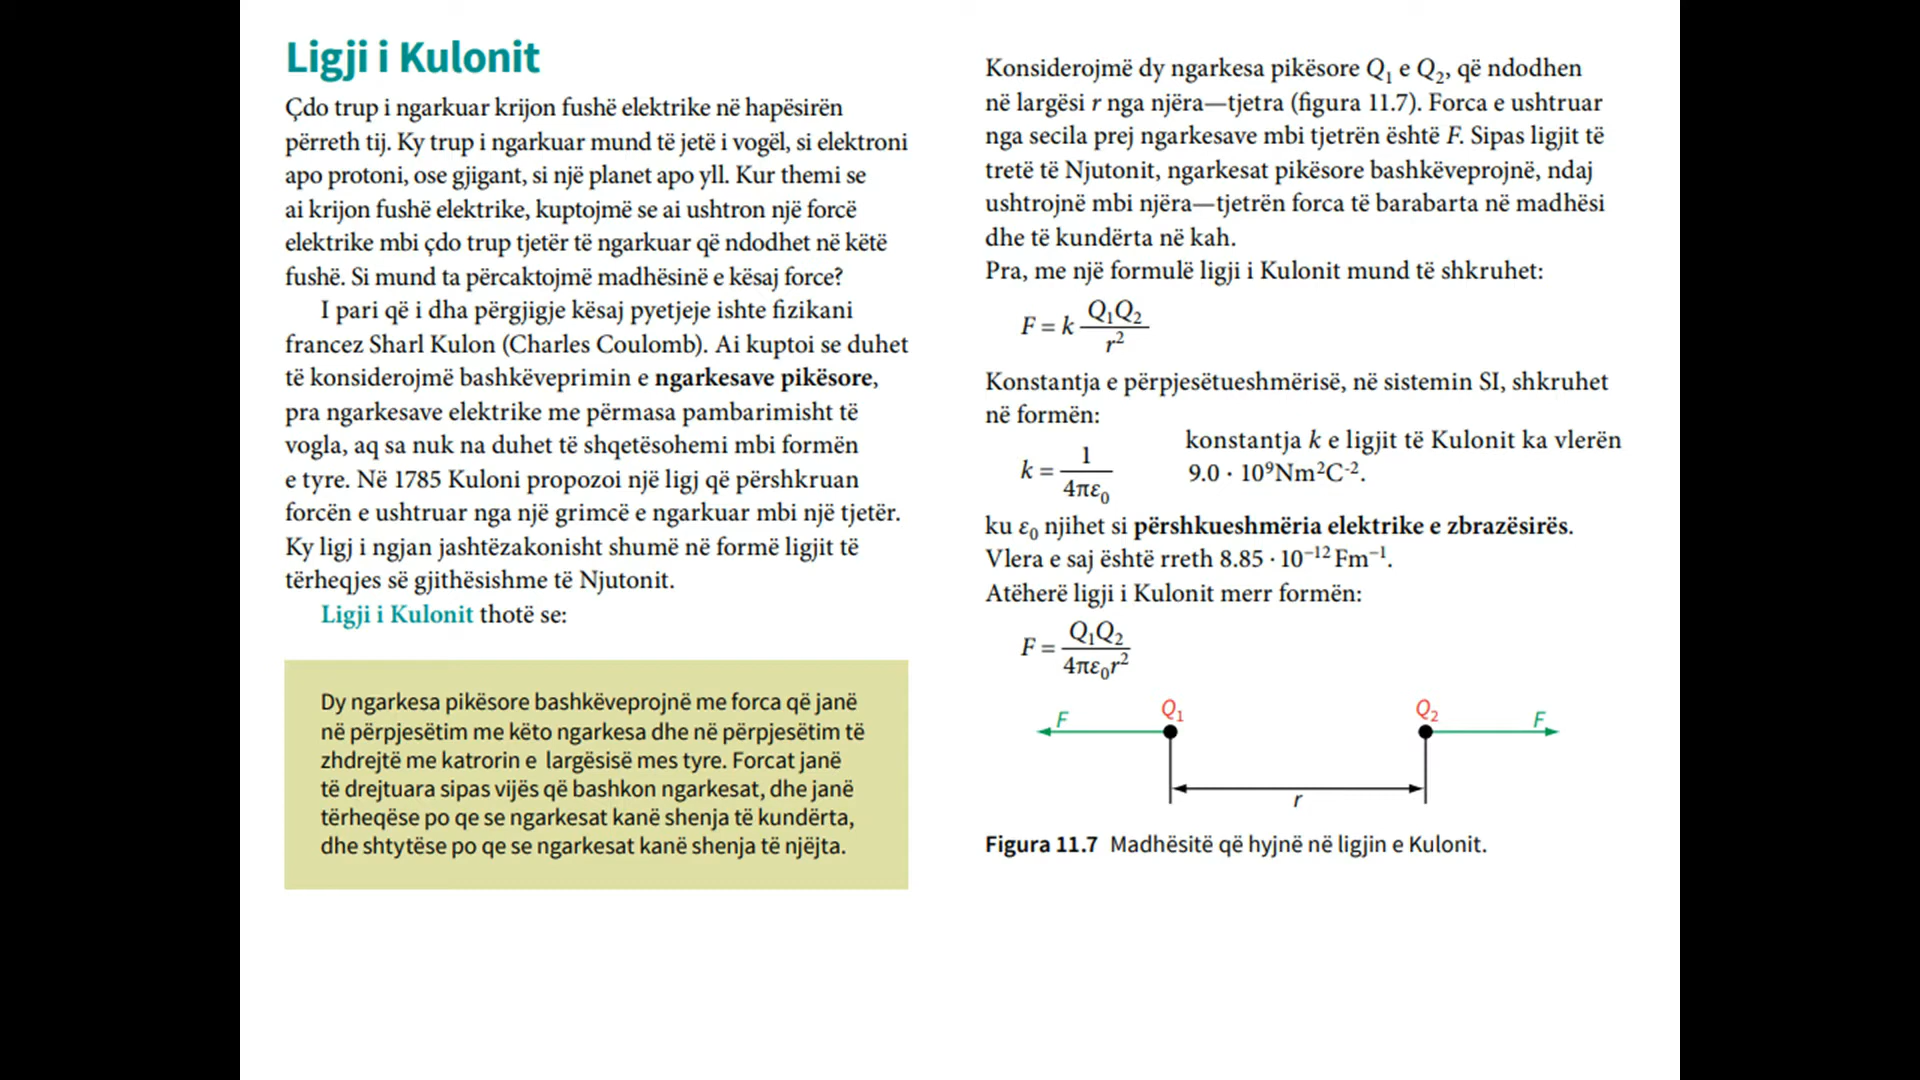 Ligji i Kulonit
Çdo trup i ngarkuar krijon fushë elektrike në hapësirën
përreth tij. Ky trup i ngarkuar mund të jetë i vogël, si elektroni
apo protoni, ose gjigant, si një planet apo yll. Kur themi se
ai krijon fushë elektrike, kuptojmë se ai ushtron një forcë
elektrike mbi çdo trup tjetër të ngarkuar që ndodhet në këtë
fushë. Si mund ta përcaktojmë madhësinë e kësaj force?
I pari që i dha përgjigje kësaj pyetjeje ishte fizikani
francez Sharl Kulon (Charles Coulomb). Ai kuptoi se duhet
të konsiderojmë bashkëveprimin e ngarkesave pikësore,
pra ngarkesave elektrike me përmasa pambarimisht të
vogla, aq sa nuk na duhet të shqetësohemi mbi formën
e tyre. Në 1785 Kuloni propozoi një ligj që përshkruan
forcën e ushtruar nga një grimcë e ngarkuar mbi një tjetër.
Ky ligj i ngjan jashtëzakonisht shumë në formë ligjit të
tërheqjes së gjithësishme të Njutonit.
Ligji i Kulonit thotë se:
Dy ngarkesa pikësore bashkëveprojnë me forca që janë
në përpjesëtim me këto ngarkesa dhe në përpjesëtim të
zhdrejtë me katrorin e largësisë mes tyre. Forcat janë
të drejtuara sipas vijës që bashkon ngarkesat, dhe janë
tërheqëse po qe se ngarkesat kanë shenja të kundërta,
dhe shtytëse po qe se ngarkesat kanë shenja të njëjta.
Konsiderojmë dy ngarkesa pikësore Q₁ e Q₂, që ndodhen
në largësi r nga njëra—tjetra (figura 11.7). Forca e ushtruar
nga secila prej ngarkesave mbi tjetrën është F. Sipas ligjit të
tretë të Njutonit, ngarkesat pikësore bashkëveprojnë, ndaj
ushtrojnë mbi njëra—tjetrën forca të barabarta në madhësi
dhe të kundërta në kah.
Pra, me një formulë ligji i Kulonit mund të shkruhet:
F = k Q₁Q₂ / r²
Konstantja e përpjesëtueshmërisë, në sistemin SI, shkruhet
në formën:
k = 1 / 4πε₀
konstantja k e ligjit të Kulonit ka vlerën
9.0 · 10⁹Nm²C⁻².
ku ε₀ njihet si përshkueshmëria elektrike e zbrazësirës.
Vlera e saj është rreth 8.85 · 10⁻¹² Fm⁻¹.
Atëherë ligji i Kulonit merr formën:
F = Q₁Q₂ / 4πε₀r²
F Q₁ Q₂ F
r
Figura 11.7 Madhësitë që hyjnë në ligjin e Kulonit.